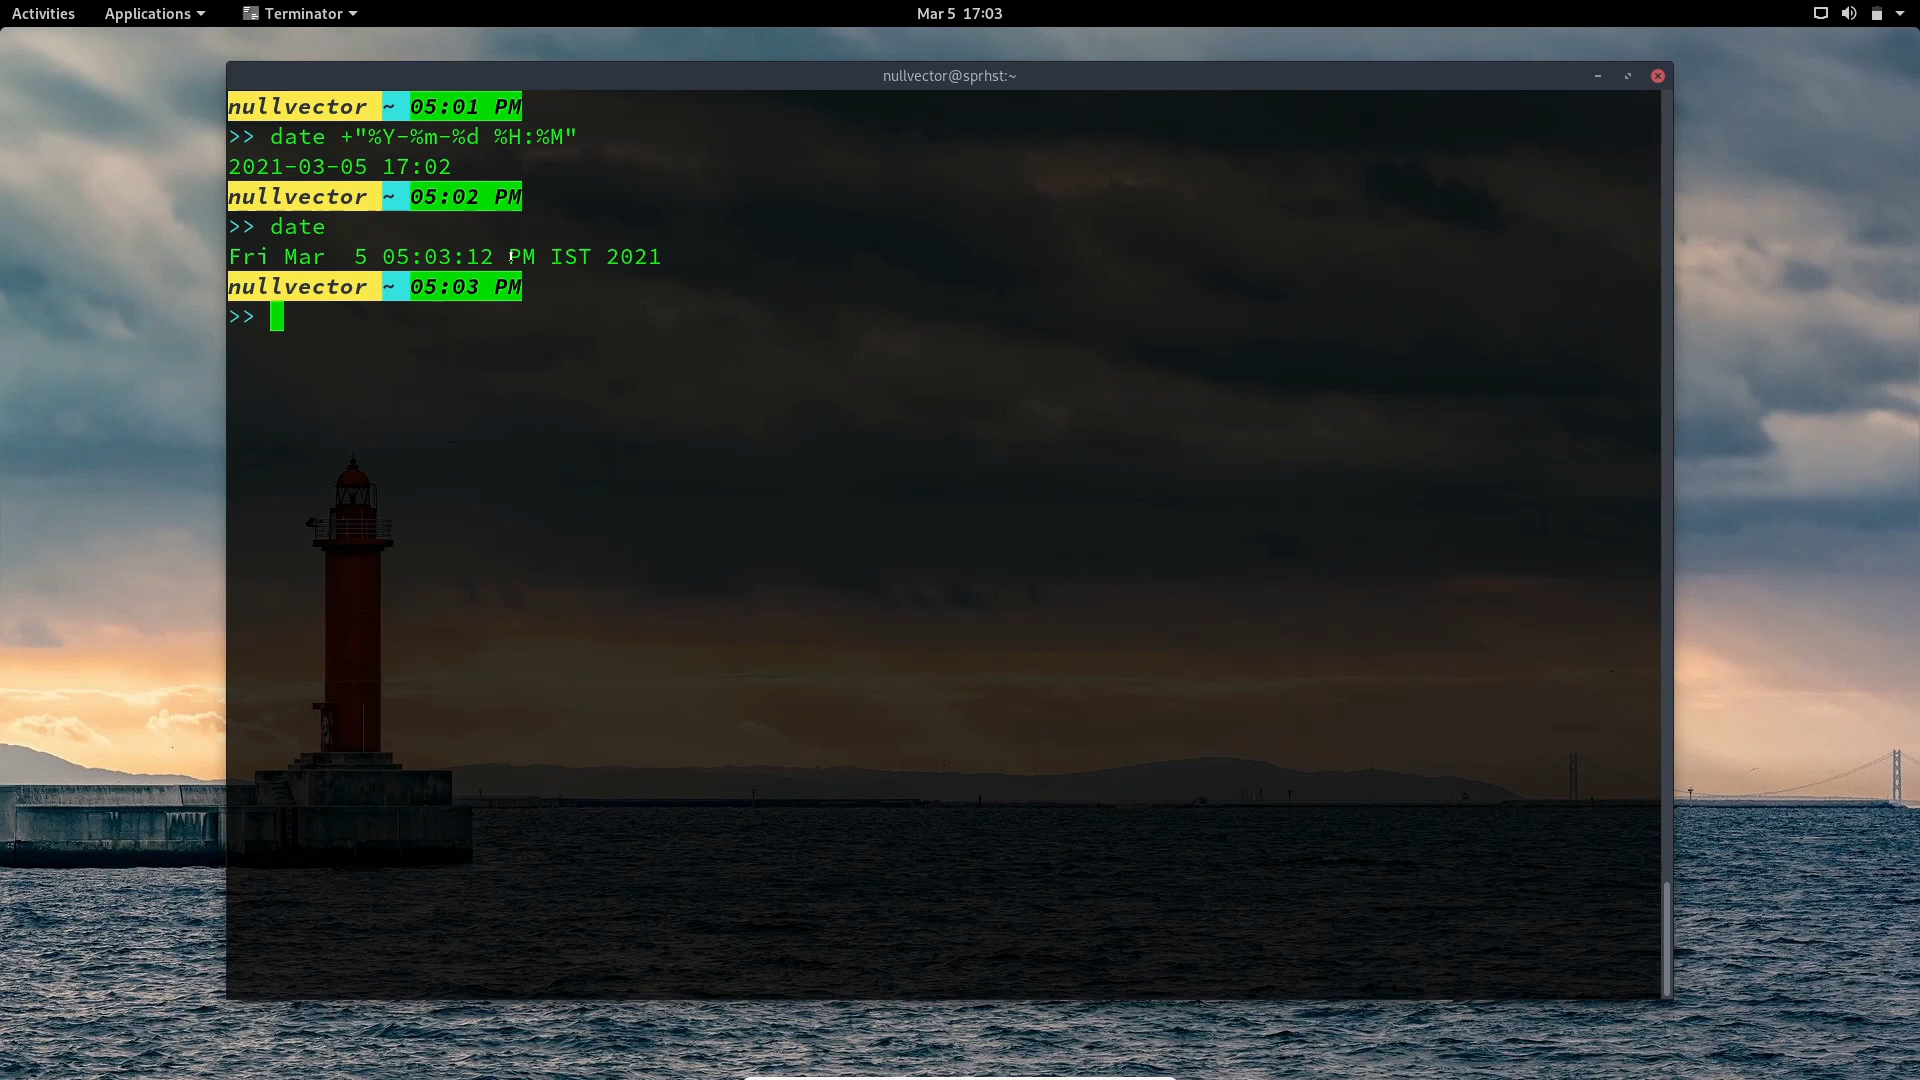 Activities Applications Terminator Mar 5 17:03
nullvector@sprhst:~
nullvector ~ 05:01 PM
>> date +"%Y-%m-%d %H:%M"
2021-03-05 17:02
nullvector ~ 05:02 PM
>> date
Fri Mar  5 05:03:12 PM IST 2021
nullvector ~ 05:03 PM
>>